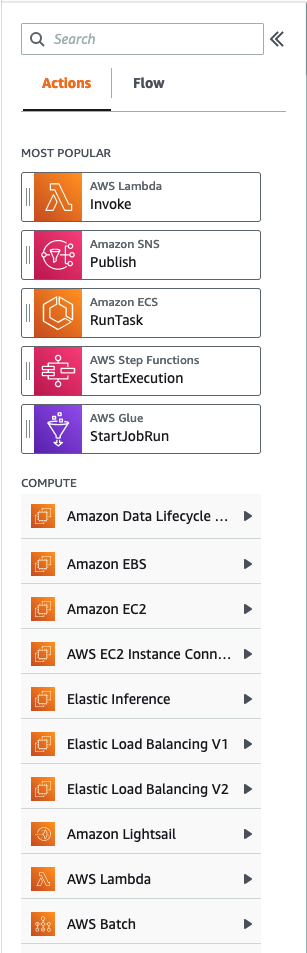 Search
Actions
Flow
MOST POPULAR
AWS Lambda
Invoke
Amazon SNS
Publish
Amazon ECS
RunTask
AWS Step Functions
StartExecution
AWS Glue
StartJobRun
COMPUTE
Amazon Data Lifecycle ...
Amazon EBS
Amazon EC2
AWS EC2 Instance Conn...
Elastic Inference
Elastic Load Balancing V1
Elastic Load Balancing V2
Amazon Lightsail
AWS Lambda
AWS Batch